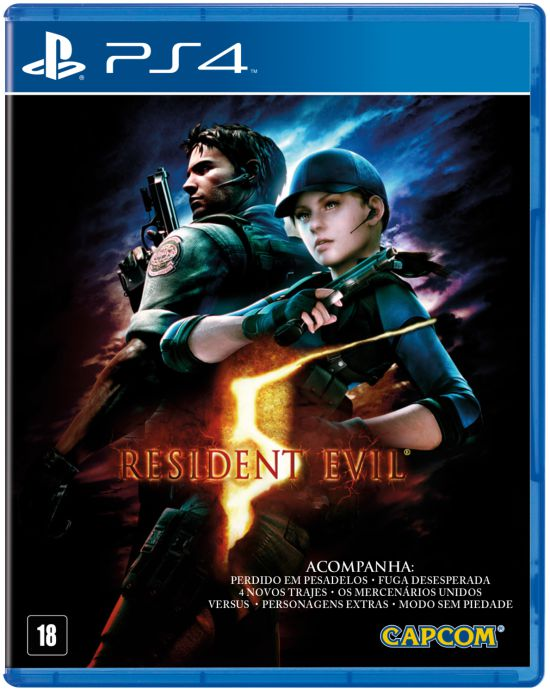 PS4™
5
RESIDENT EVIL®
ACOMPANHA:
PERDIDO EM PESADELOS • FUGA DESESPERADA
4 NOVOS TRAJES • OS MERCENÁRIOS UNIDOS
VERSUS • PERSONAGENS EXTRAS • MODO SEM PIEDADE
18
CAPCOM®